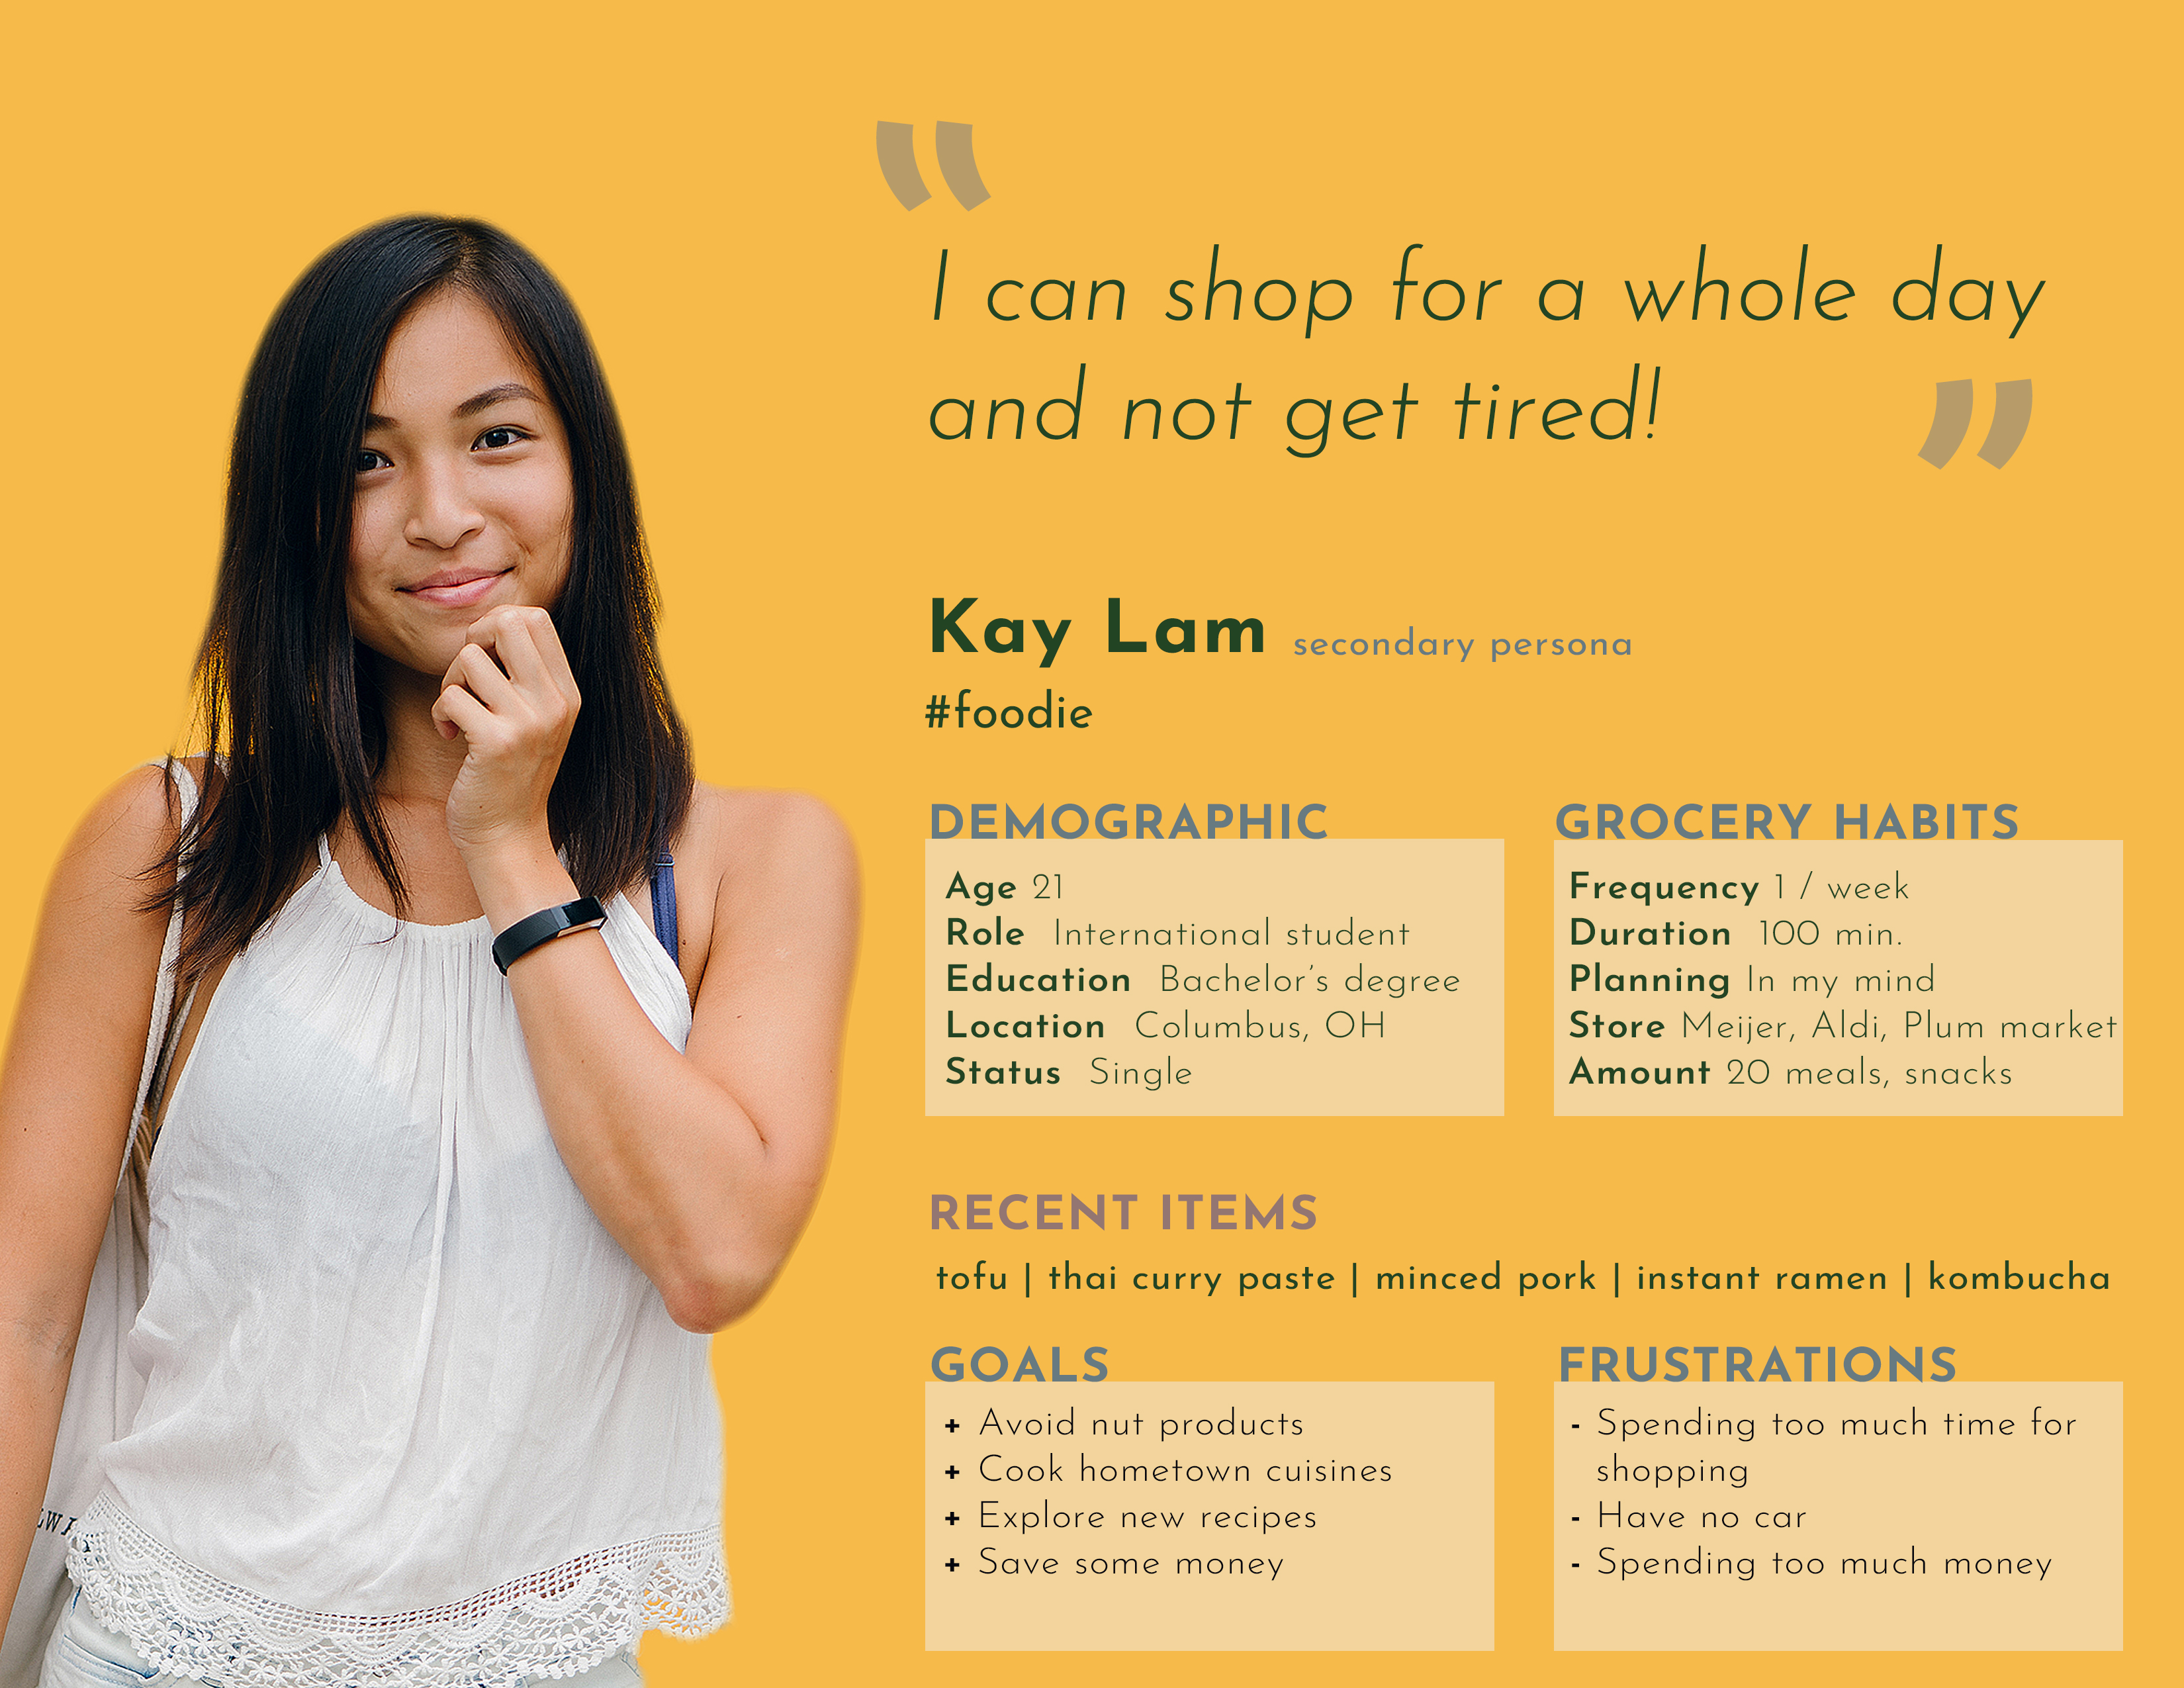 “
I can shop for a whole day
and not get tired!
”
Kay Lam secondary persona
#foodie
DEMOGRAPHIC
Age 21
Role International student
Education Bachelor’s degree
Location Columbus, OH
Status Single
GROCERY HABITS
Frequency 1 / week
Duration 100 min.
Planning In my mind
Store Meijer, Aldi, Plum market
Amount 20 meals, snacks
RECENT ITEMS
tofu | thai curry paste | minced pork | instant ramen | kombucha
GOALS
+ Avoid nut products
+ Cook hometown cuisines
+ Explore new recipes
+ Save some money
FRUSTRATIONS
- Spending too much time for
shopping
- Have no car
- Spending too much money